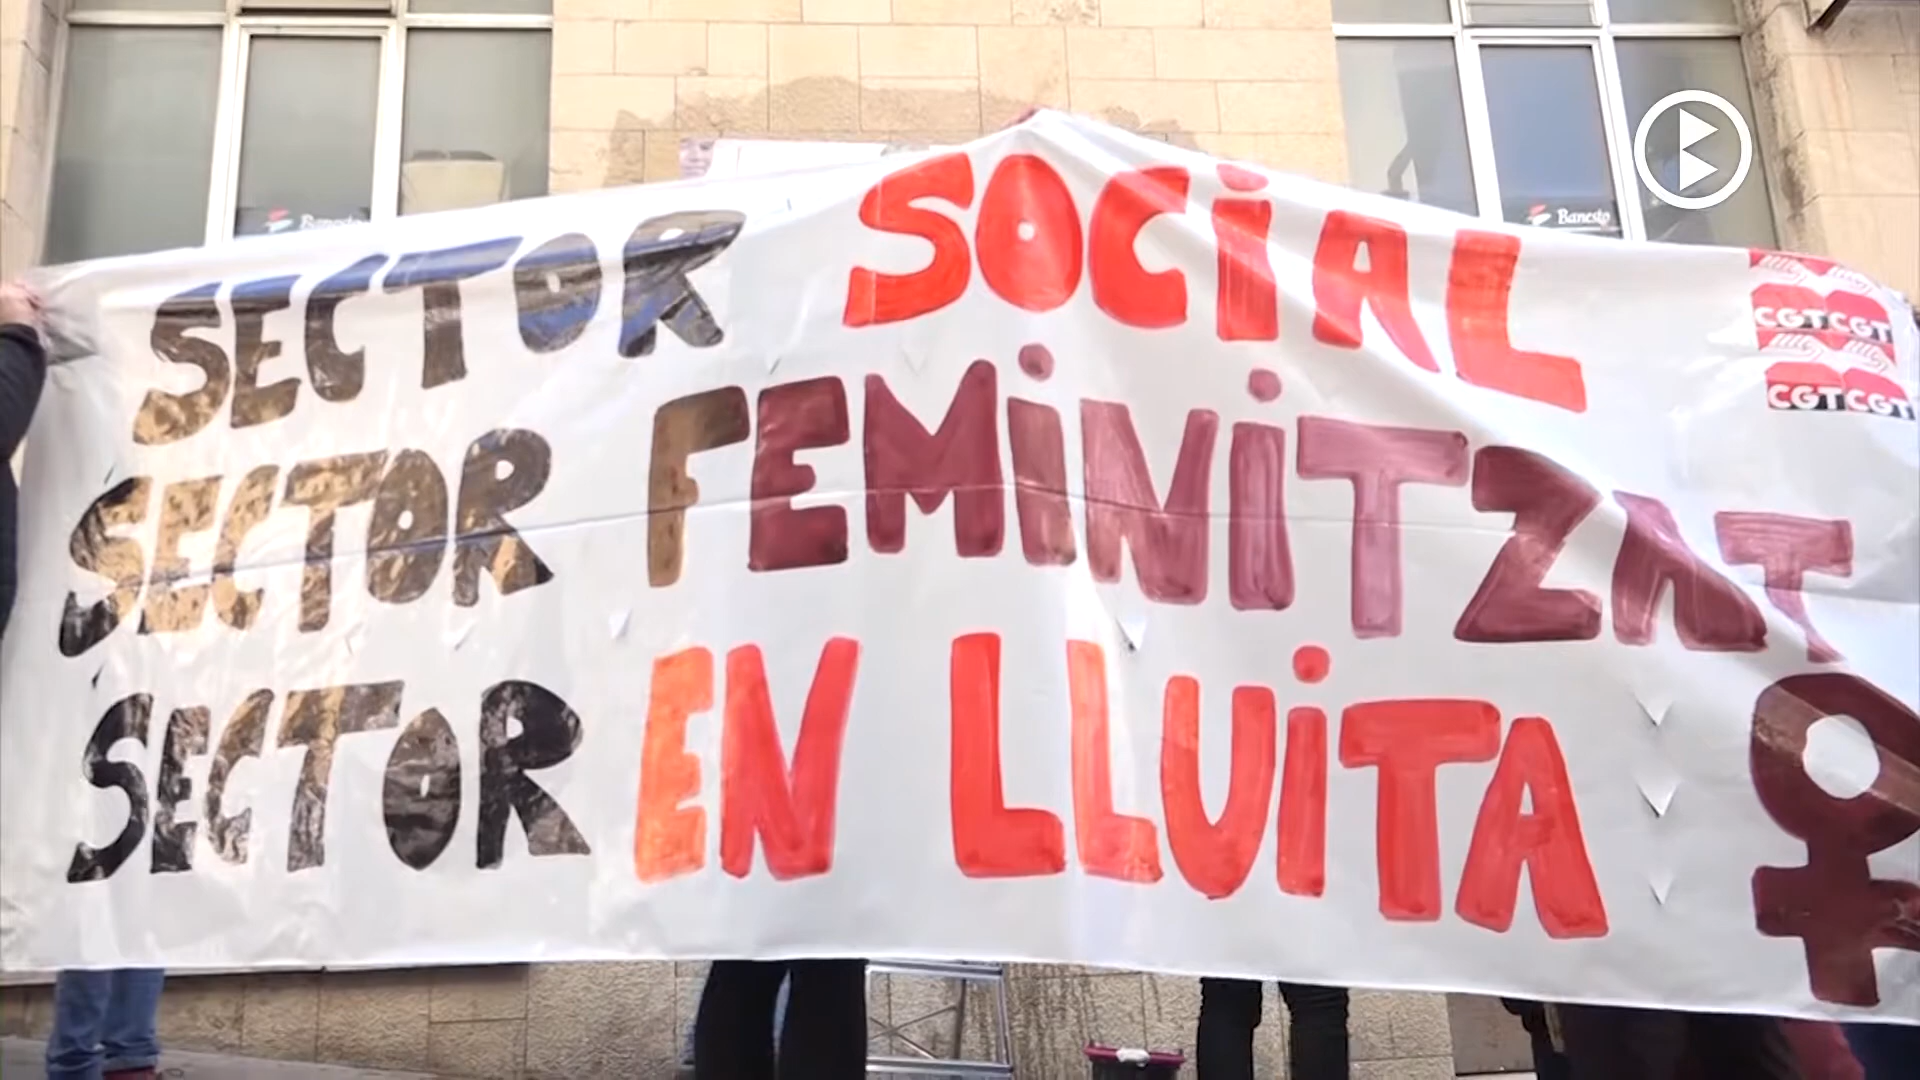 SECTOR SOCIAL
SECTOR FEMINITZAT
SECTOR EN LLUITA
CGT CGT
CGT CGT
Banesto
Banesto